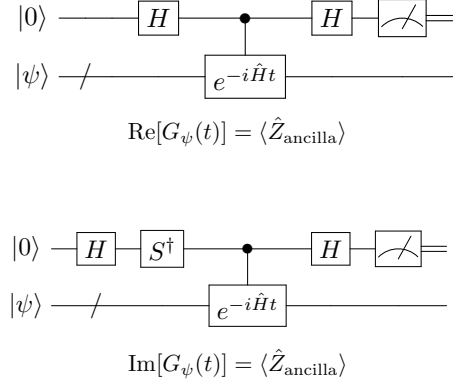 |0⟩ H H
|ψ⟩ e^{-iĤt}
Re[G_ψ(t)] = ⟨Ẑ_ancilla⟩
|0⟩ H S† H
|ψ⟩ e^{-iĤt}
Im[G_ψ(t)] = ⟨Ẑ_ancilla⟩